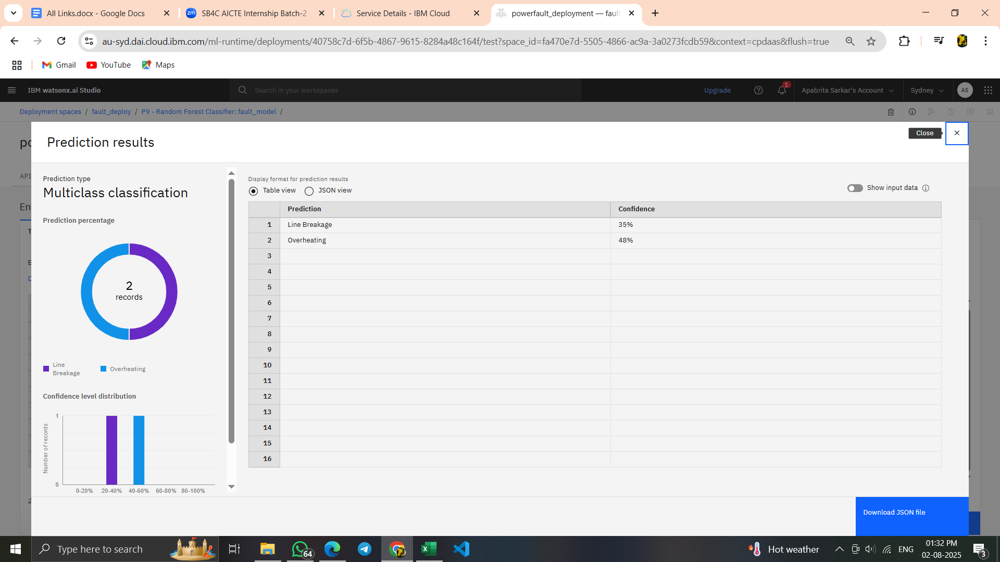 All Links.docx - Google Docs
zm
SB4C AICTE Internship Batch-2
Service Details - IBM Cloud
powerfault_deployment — fault
au-syd.dai.cloud.ibm.com/ml-runtime/deployments/40758c7d-6f5b-4867-9615-8284a48c164f/test?space_id=fa470e7d-5505-4866-ac9a-3a0273fcdb59&context=cpdaas&flush=true
Gmail
YouTube
Maps
IBM watsonx.ai Studio
Search in your workspaces
Upgrade
1
Apabrita Sarkar's Account
Sydney
AS
Deployment spaces / fault_deploy / P9 - Random Forest Classifier: fault_model /
po
API
En
Prediction results
Close
Prediction type
Multiclass classification
Prediction percentage
2
records
Line
Breakage
Overheating
Confidence level distribution
Number of records
1
0
0-20%
20-40%
40-60%
60-80%
80-100%
Display format for prediction results
Table view
JSON view
Show input data
Prediction
Confidence
1 Line Breakage 35%
2 Overheating 48%
3
4
5
6
7
8
9
10
11
12
13
14
15
16
Download JSON file
Type here to search
64
Hot weather
ENG
01:32 PM
02-08-2025
3